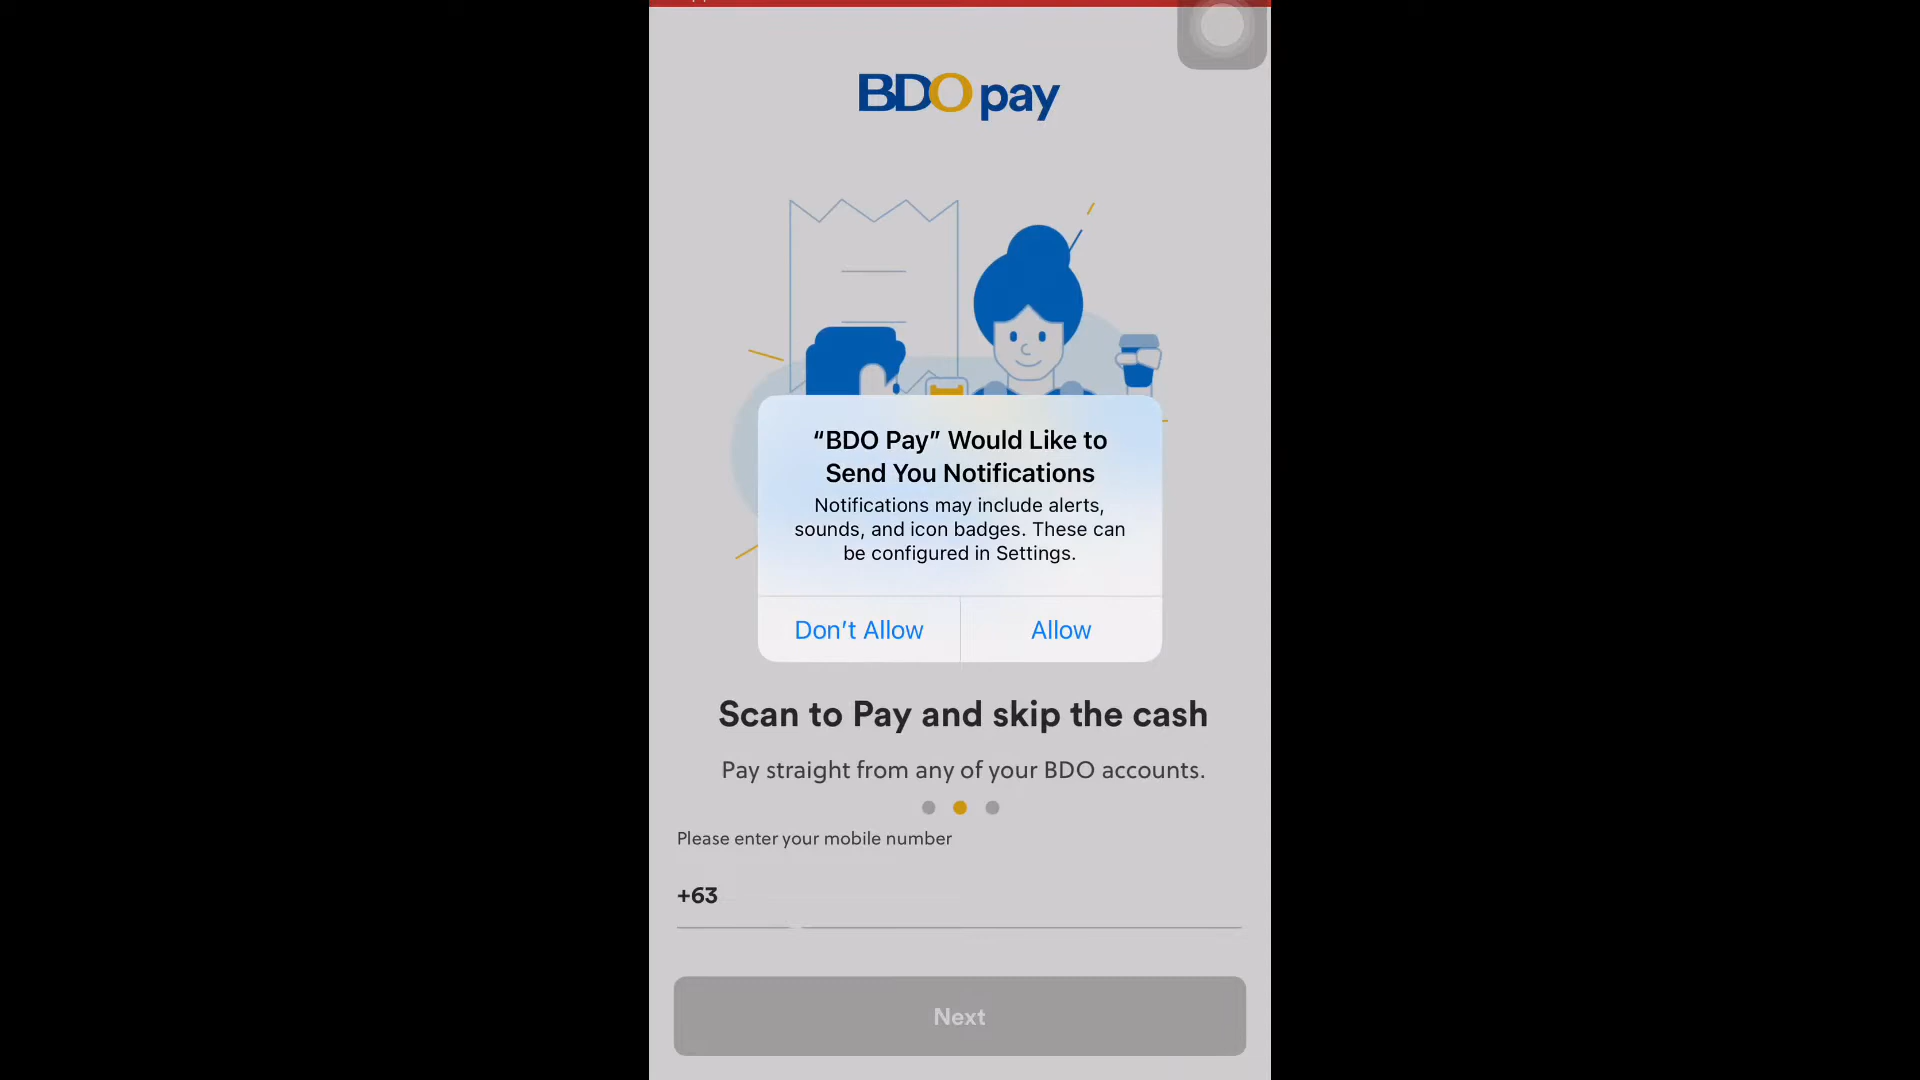 BDO pay
“BDO Pay” Would Like to
Send You Notifications
Notifications may include alerts,
sounds, and icon badges. These can
be configured in Settings.
Don’t Allow
Allow
Scan to Pay and skip the cash
Pay straight from any of your BDO accounts.
Please enter your mobile number
+63
Next